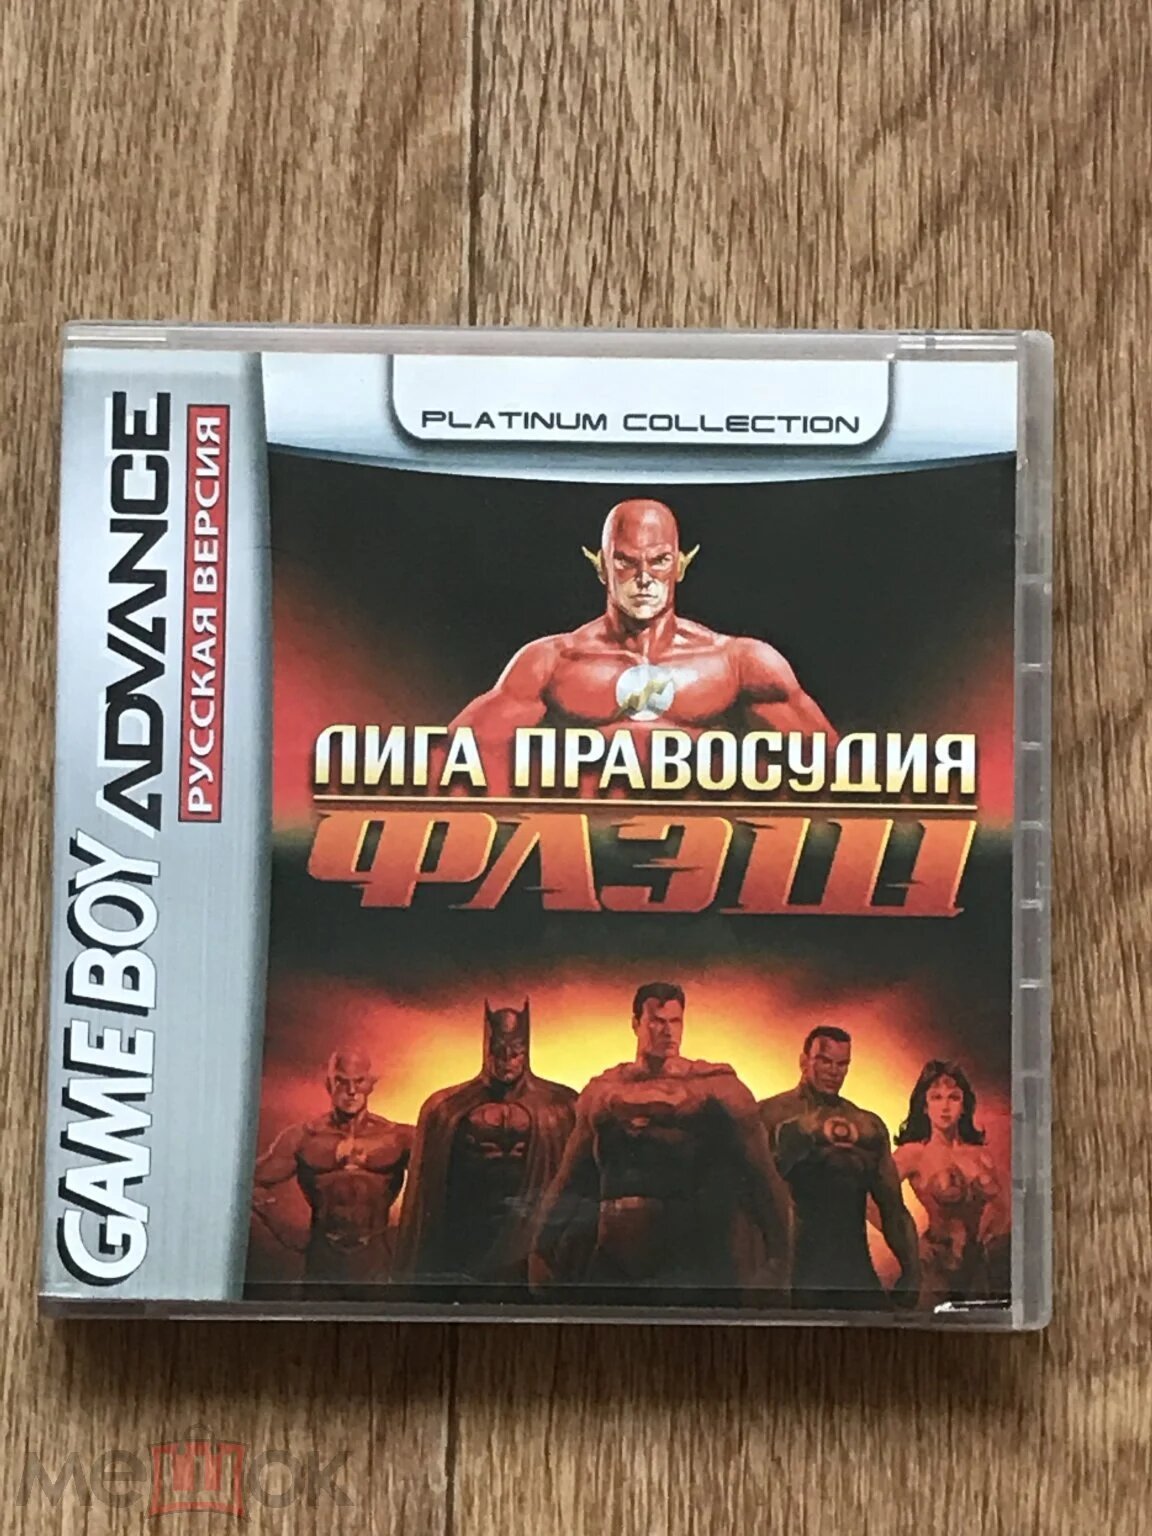 PLATINUM COLLECTION
GAME BOY ADVANCE
РУССКАЯ ВЕРСИЯ
ЛИГА ПРАВОСУДИЯ
ФЛЭШ
мешок